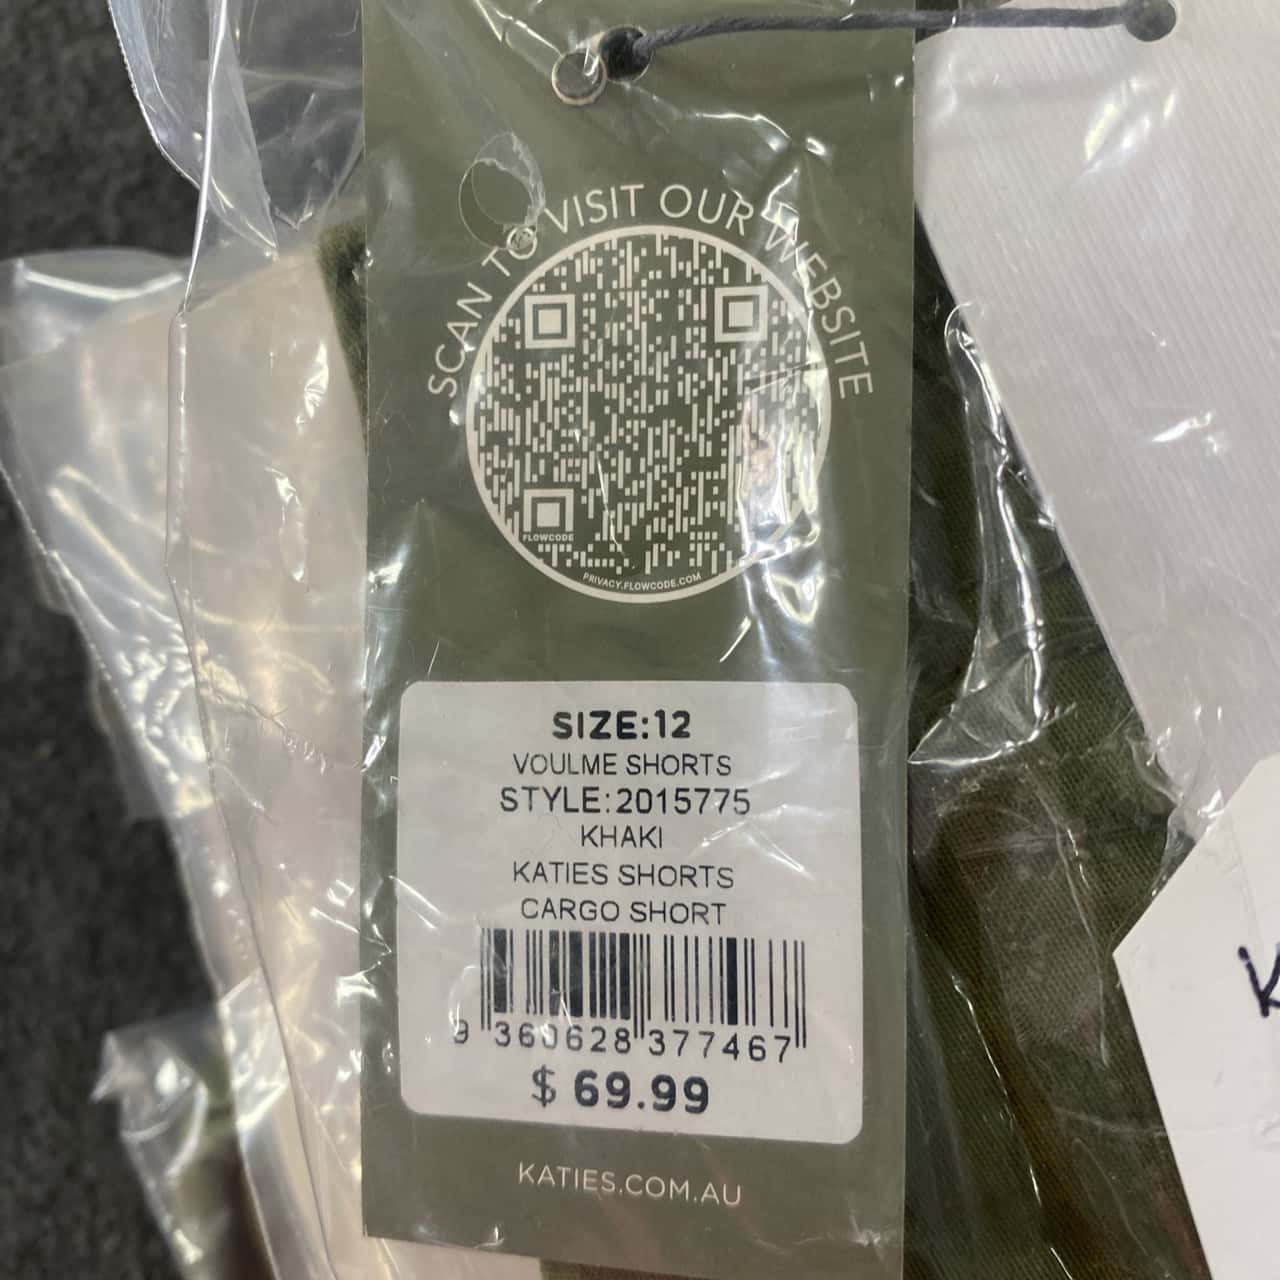 SCAN TO VISIT OUR WEBSITE
FLOWCODE
PRIVACY.FLOWCODE.COM
SIZE:12
VOULME SHORTS
STYLE:2015775
KHAKI
KATIES SHORTS
CARGO SHORT
9 360628 377467
$ 69.99
KATIES.COM.AU
K